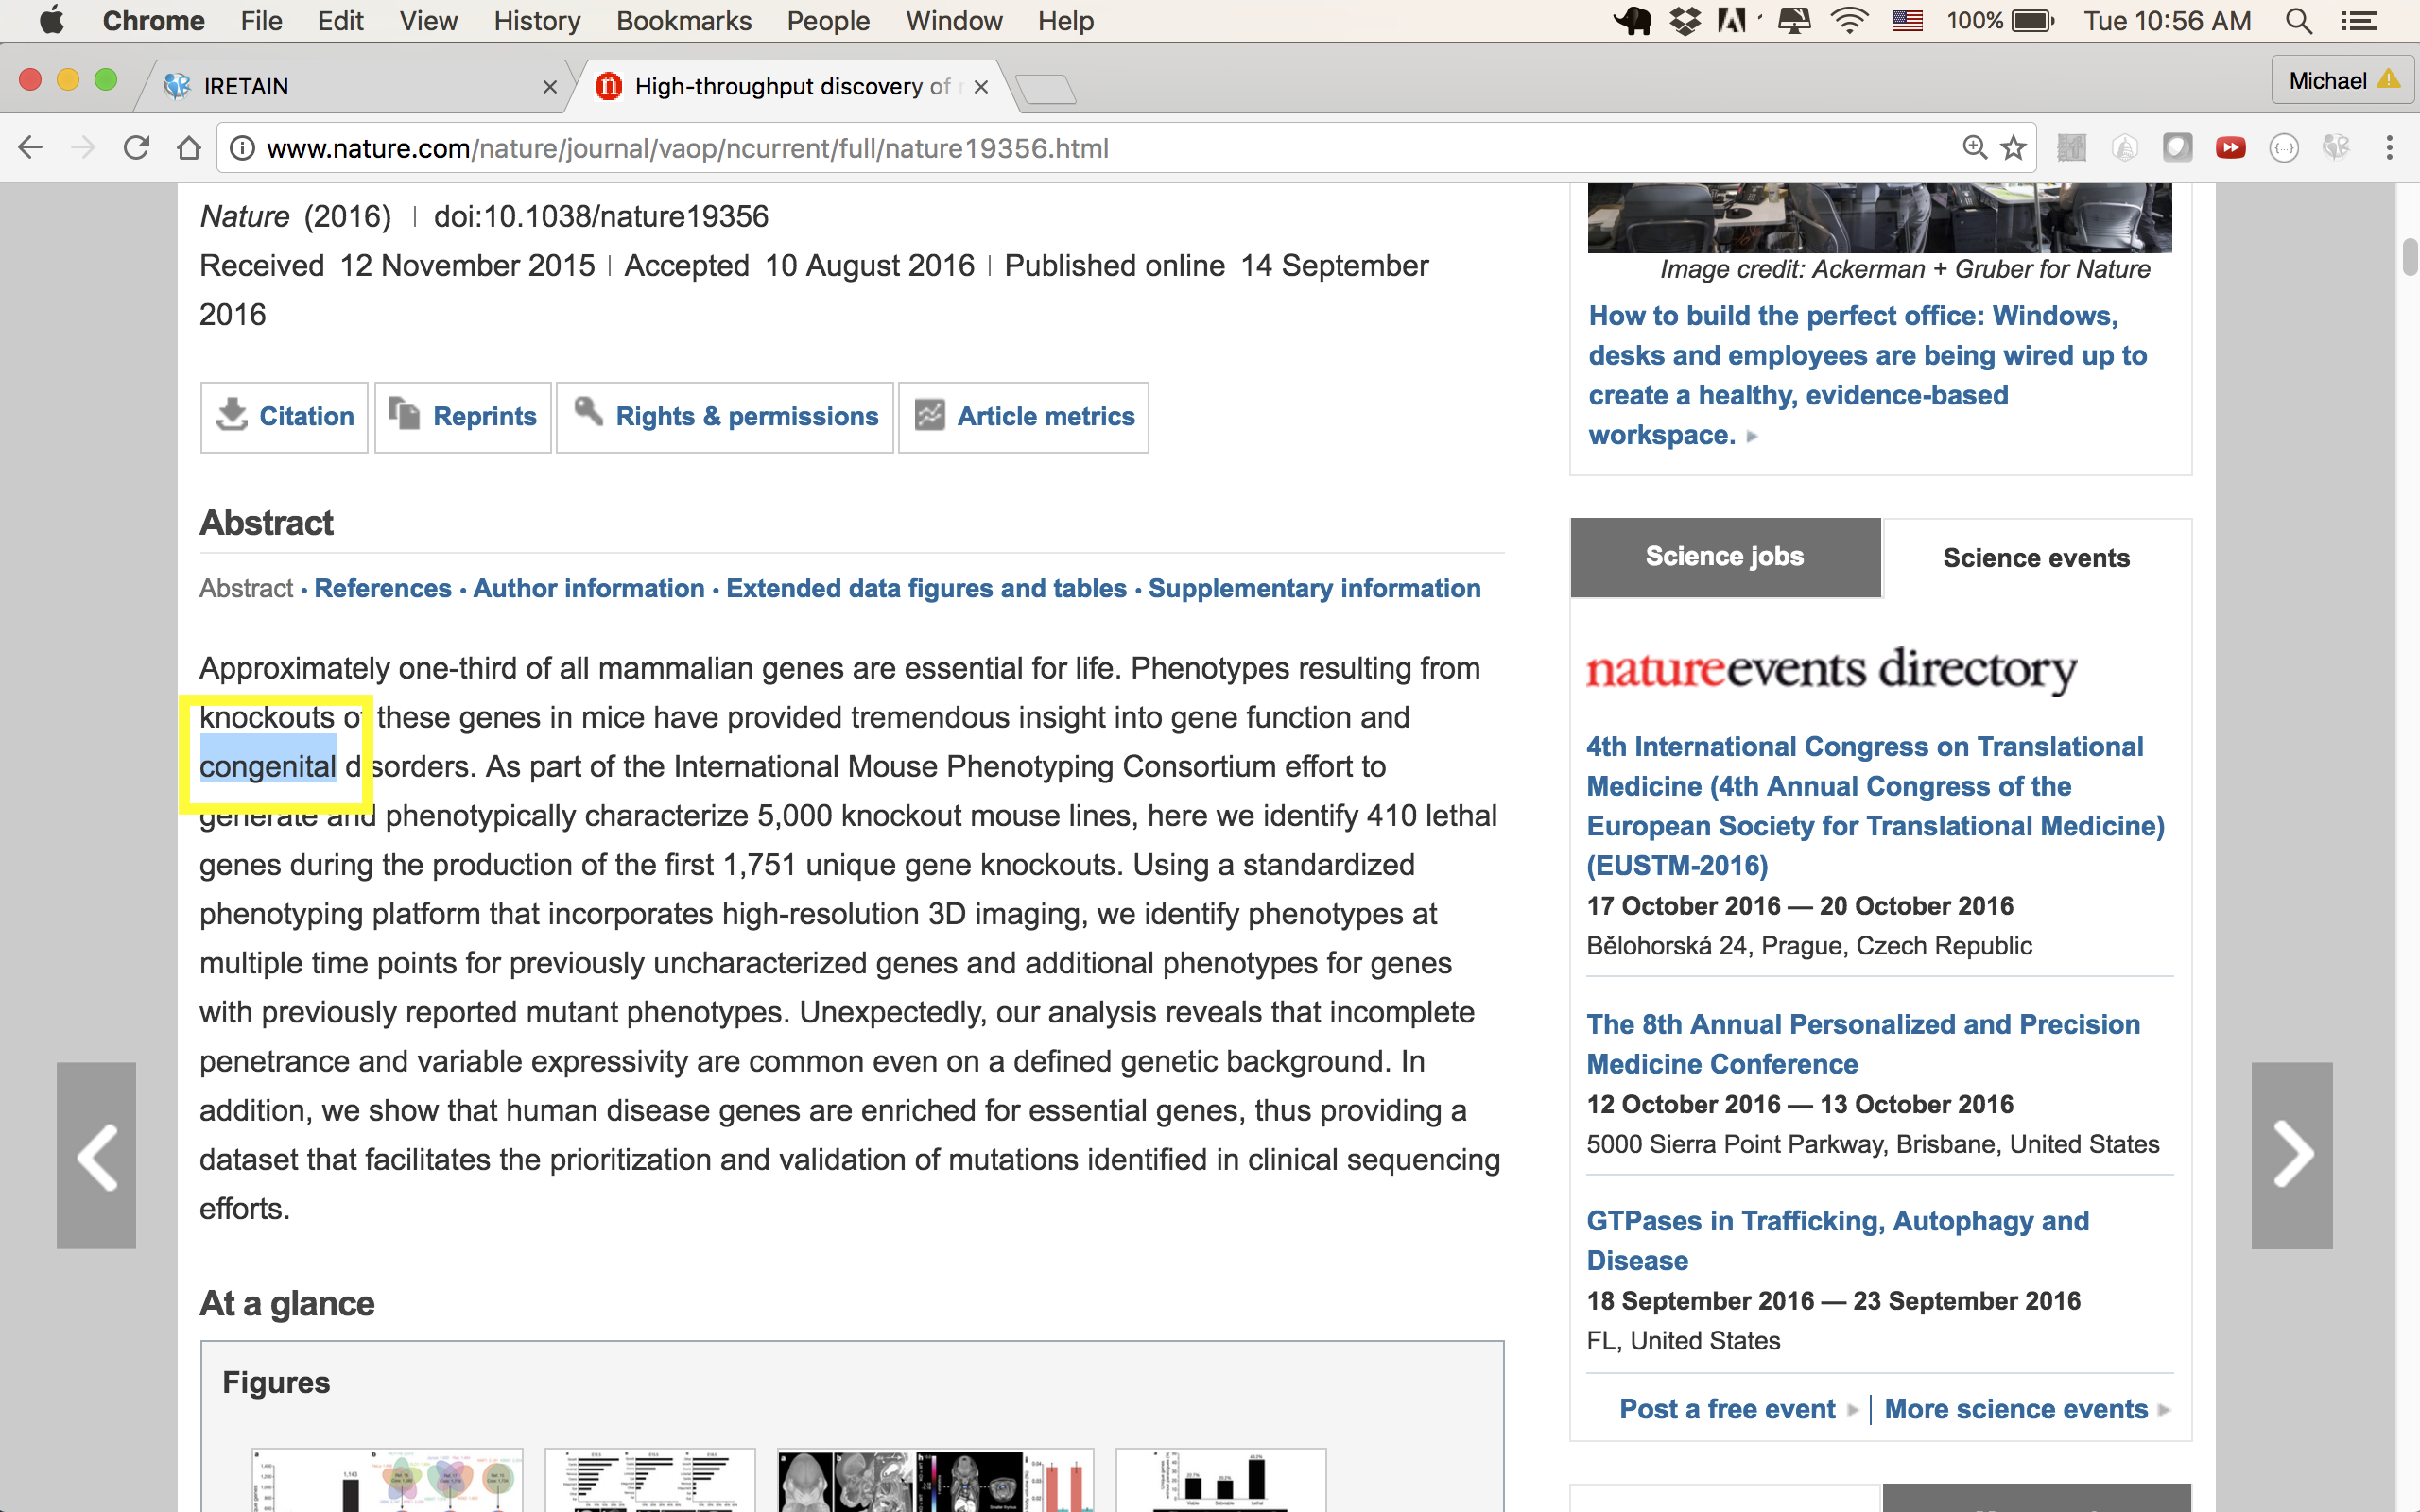 Chrome File Edit View History Bookmarks People Window Help 100% Tue 10:56 AM
IRETAIN High-throughput discovery of Michael
www.nature.com/nature/journal/vaop/ncurrent/full/nature19356.html
Nature (2016) | doi:10.1038/nature19356
Received 12 November 2015 | Accepted 10 August 2016 | Published online 14 September
2016
Citation Reprints Rights & permissions Article metrics
Abstract
Abstract • References • Author information • Extended data figures and tables • Supplementary information
Approximately one-third of all mammalian genes are essential for life. Phenotypes resulting from
knockouts of these genes in mice have provided tremendous insight into gene function and
congenital disorders. As part of the International Mouse Phenotyping Consortium effort to
generate and phenotypically characterize 5,000 knockout mouse lines, here we identify 410 lethal
genes during the production of the first 1,751 unique gene knockouts. Using a standardized
phenotyping platform that incorporates high-resolution 3D imaging, we identify phenotypes at
multiple time points for previously uncharacterized genes and additional phenotypes for genes
with previously reported mutant phenotypes. Unexpectedly, our analysis reveals that incomplete
penetrance and variable expressivity are common even on a defined genetic background. In
addition, we show that human disease genes are enriched for essential genes, thus providing a
dataset that facilitates the prioritization and validation of mutations identified in clinical sequencing
efforts.
At a glance
Figures
Image credit: Ackerman + Gruber for Nature
How to build the perfect office: Windows,
desks and employees are being wired up to
create a healthy, evidence-based
workspace.
Science jobs Science events
natureevents directory
4th International Congress on Translational
Medicine (4th Annual Congress of the
European Society for Translational Medicine)
(EUSTM-2016)
17 October 2016 — 20 October 2016
Bělohorská 24, Prague, Czech Republic
The 8th Annual Personalized and Precision
Medicine Conference
12 October 2016 — 13 October 2016
5000 Sierra Point Parkway, Brisbane, United States
GTPases in Trafficking, Autophagy and
Disease
18 September 2016 — 23 September 2016
FL, United States
Post a free event | More science events